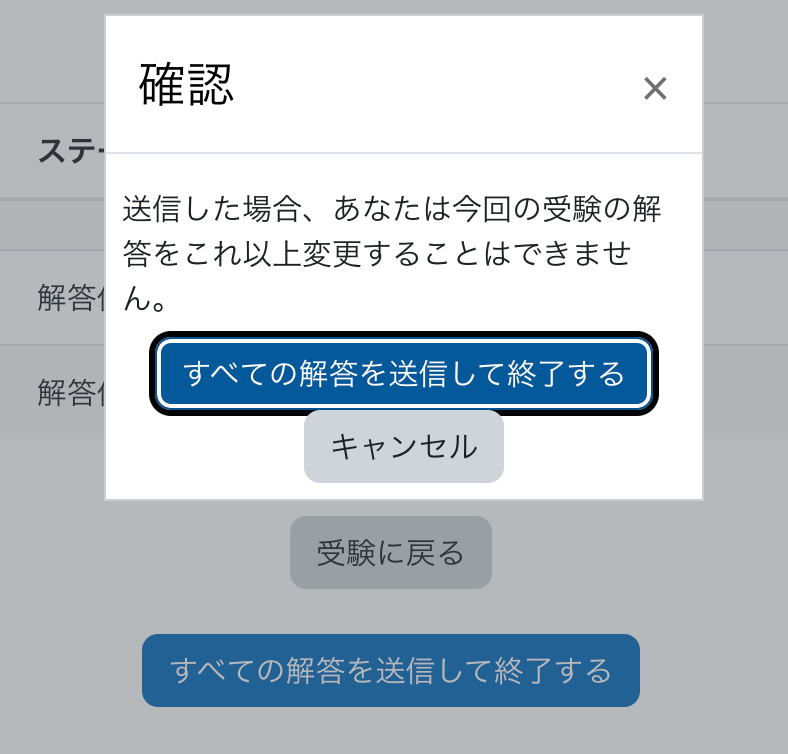 確認
×
ステー
送信した場合、あなたは今回の受験の解
答をこれ以上変更することはできませ
ん。
解答
解答
すべての解答を送信して終了する
キャンセル
受験に戻る
すべての解答を送信して終了する